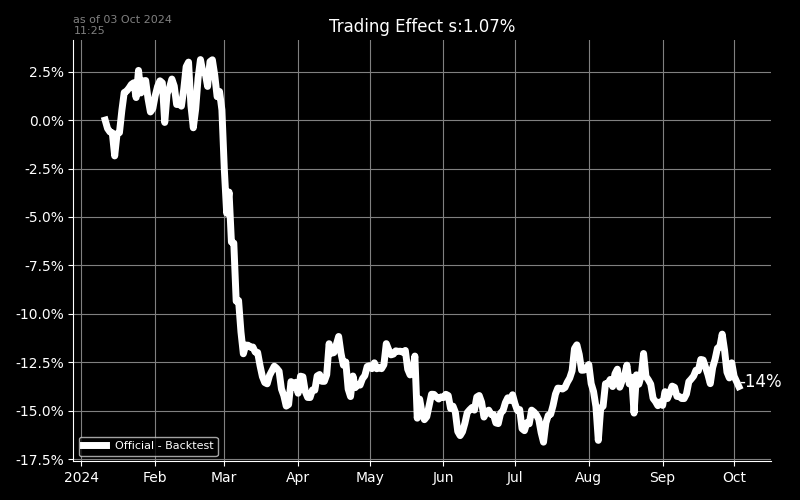 as of 03 Oct 2024
11:25
Trading Effect s:1.07%
2.5%
0.0%
-2.5%
-5.0%
-7.5%
-10.0%
-12.5%
-15.0%
-17.5%
-14%
Official - Backtest
2024 Feb Mar Apr May Jun Jul Aug Sep Oct